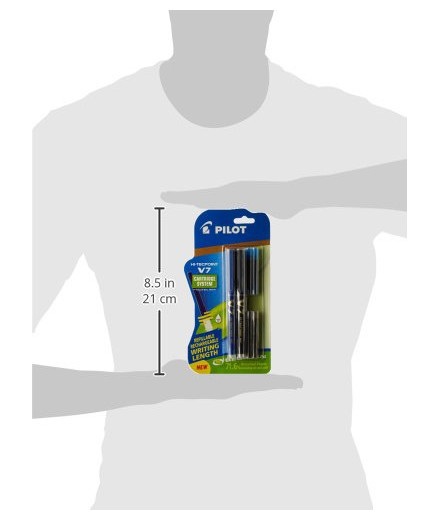 PILOT
HI-TECPOINT
V7
CARTRIDGE
SYSTEM
8.5 in
21 cm
REFILLABLE
RECHARGEABLE
WRITING
LENGTH
NEW